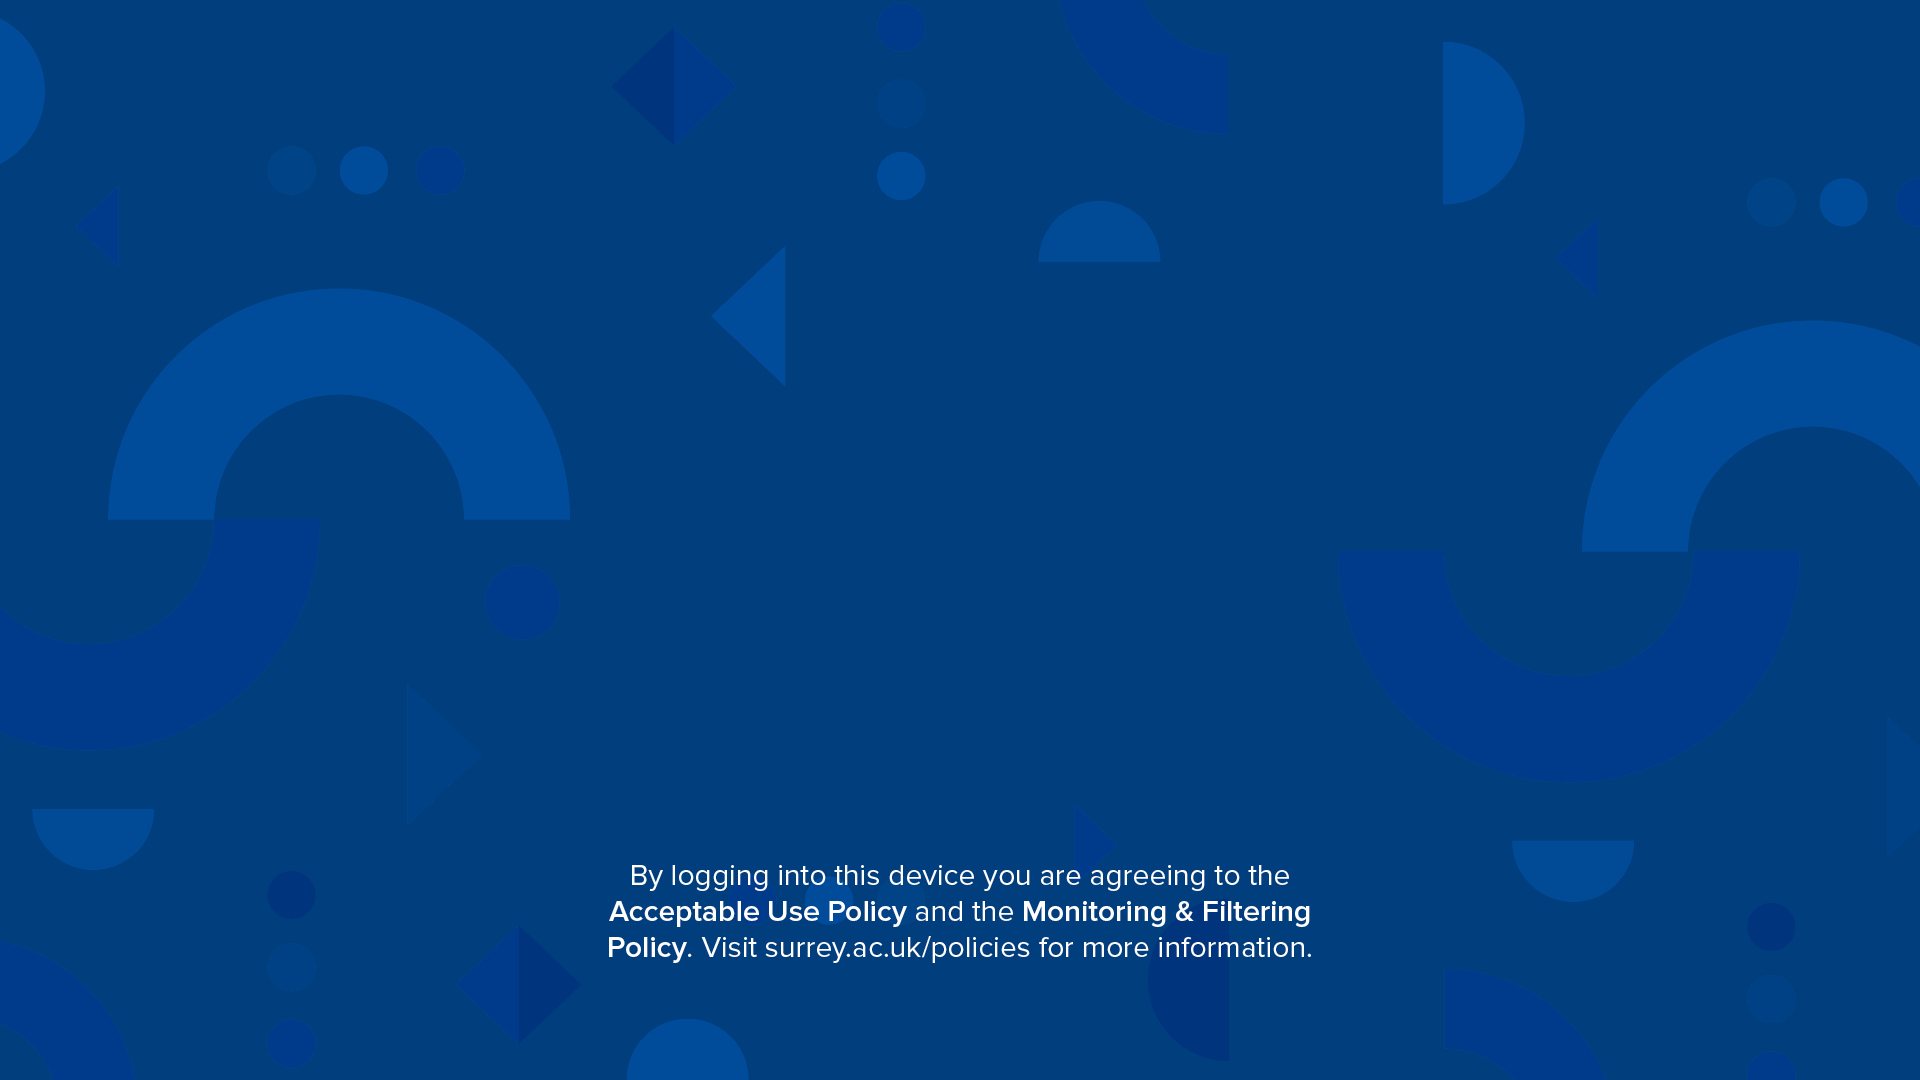 By logging into this device you are agreeing to the
Acceptable Use Policy and the Monitoring & Filtering
Policy. Visit surrey.ac.uk/policies for more information.